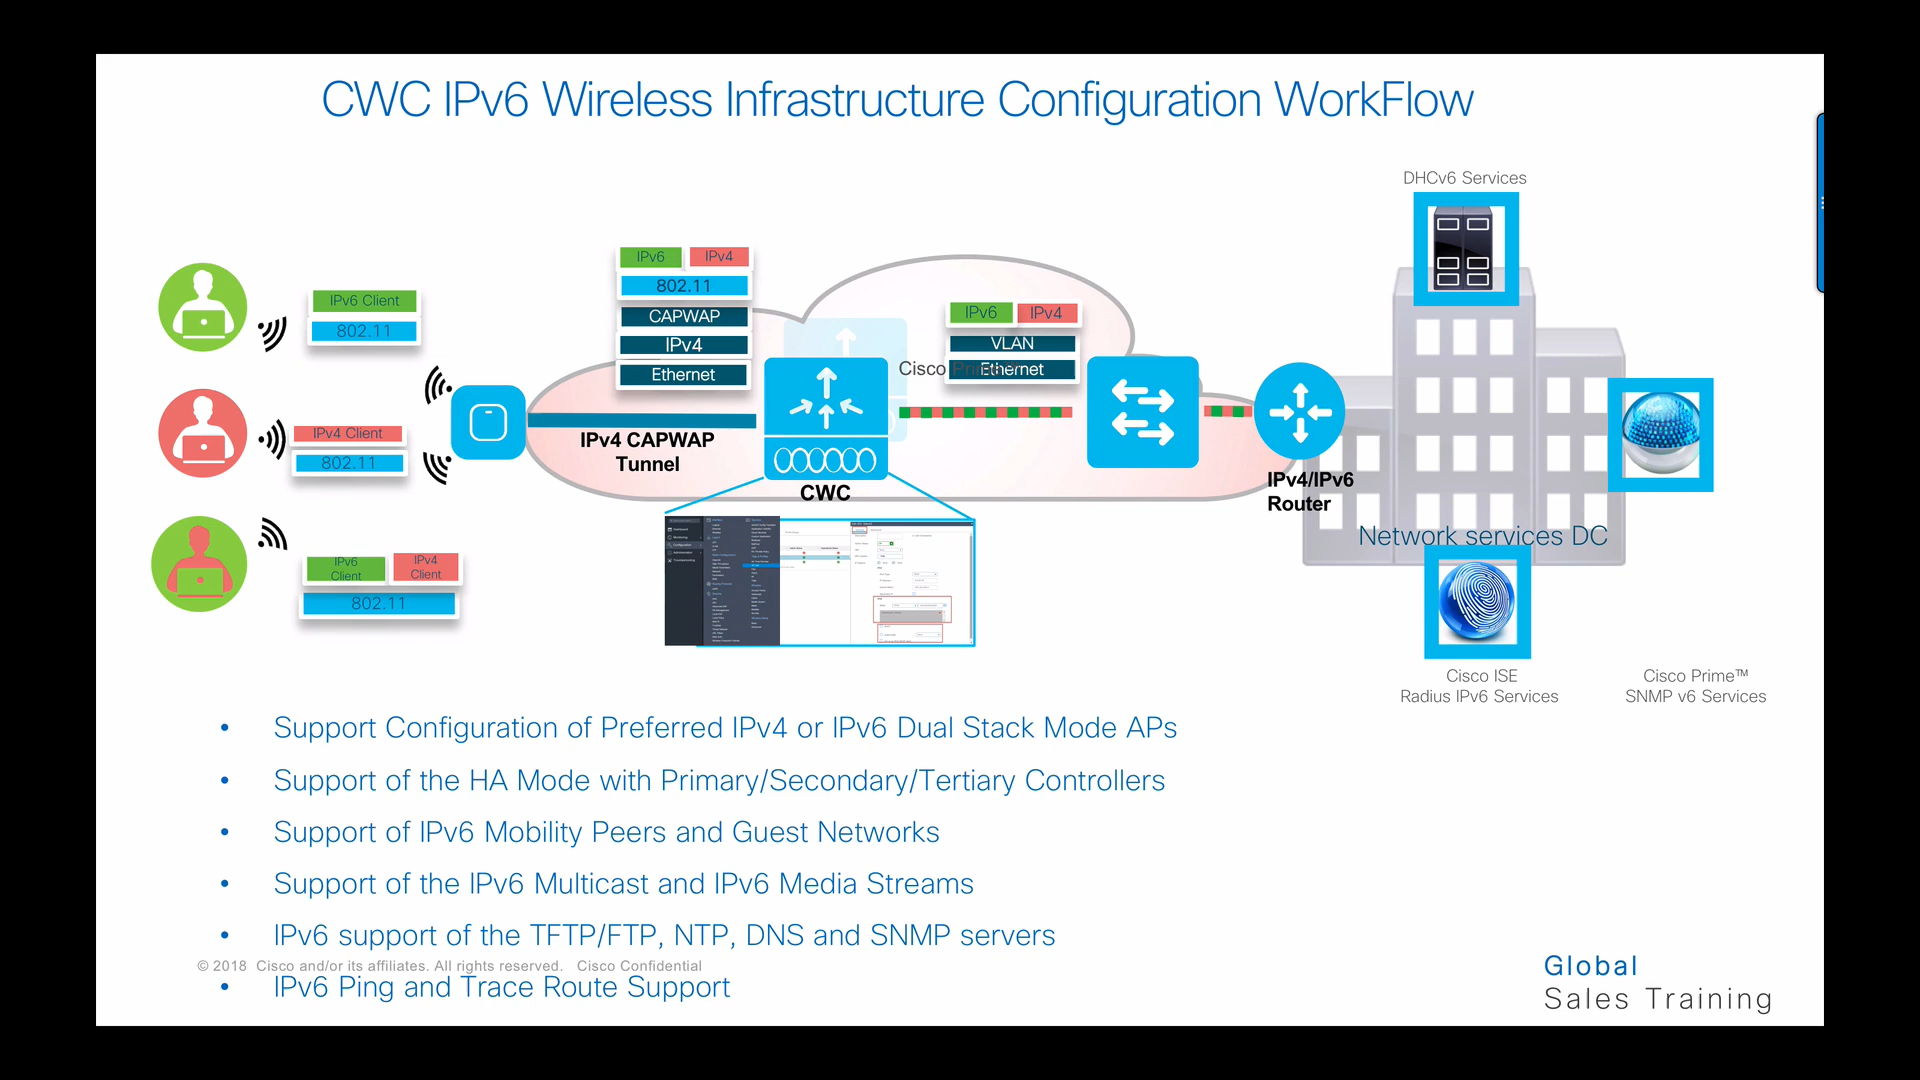 CWC IPv6 Wireless Infrastructure Configuration WorkFlow
DHCv6 Services
IPv6 Client
802.11
IPv4 Client
802.11
IPv6 Client
IPv4 Client
802.11
IPv6 IPv4
802.11
CAPWAP
IPv4
Ethernet
IPv4 CAPWAP
Tunnel
CWC
IPv6 IPv4
VLAN
Ethernet
Cisco
IPv4/IPv6
Router
Network services DC
Cisco ISE
Radius IPv6 Services
Cisco Prime™
SNMP v6 Services
• Support Configuration of Preferred IPv4 or IPv6 Dual Stack Mode APs
• Support of the HA Mode with Primary/Secondary/Tertiary Controllers
• Support of IPv6 Mobility Peers and Guest Networks
• Support of the IPv6 Multicast and IPv6 Media Streams
• IPv6 support of the TFTP/FTP, NTP, DNS and SNMP servers
© 2018 Cisco and/or its affiliates. All rights reserved. Cisco Confidential
• IPv6 Ping and Trace Route Support
Global
Sales Training